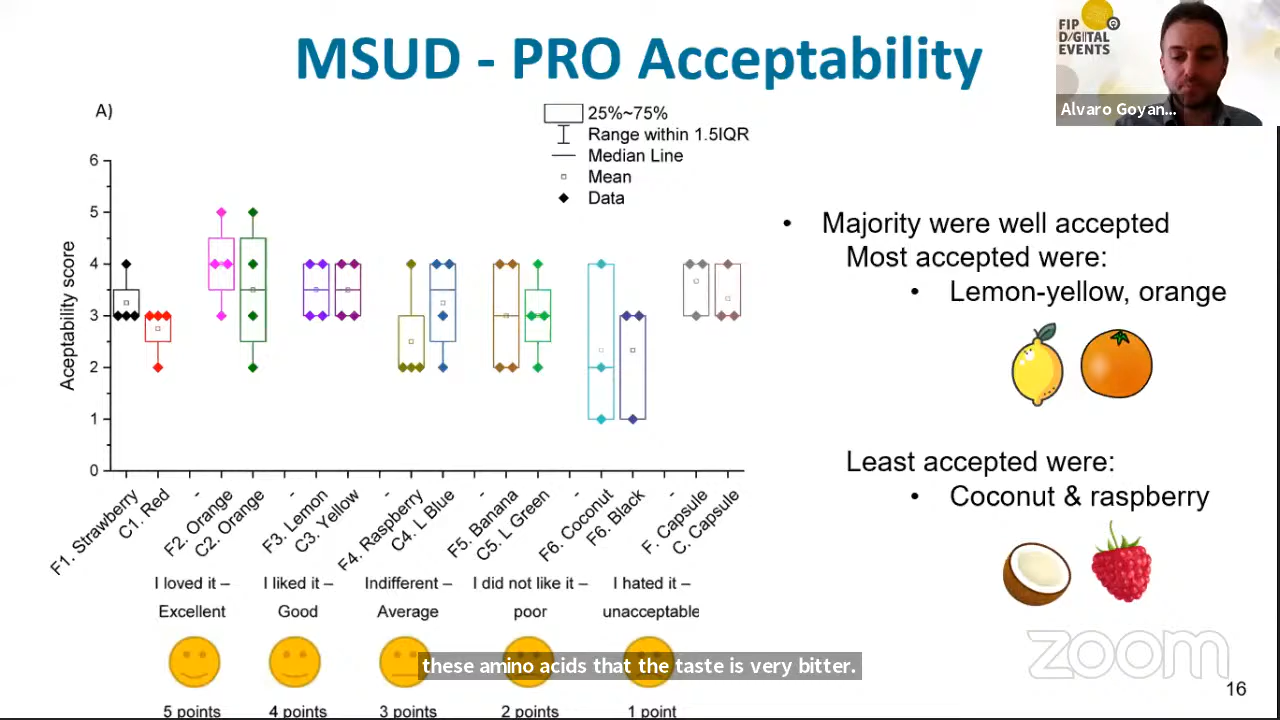 MSUD - PRO Acceptability
FIP
DIGITAL
EVENTS
Alvaro Goyan...
A)
25%~75%
Range within 1.5IQR
Median Line
Mean
Data
Aceptability score
6
5
4
3
2
1
0
F1. Strawberry
C1. Red
-
F2. Orange
C2. Orange
-
F3. Lemon
C3. Yellow
-
F4. Raspberry
C4. L Blue
-
F5. Banana
C5. L Green
-
F6. Coconut
F6. Black
-
F. Capsule
C. Capsule
• Majority were well accepted
Most accepted were:
• Lemon-yellow, orange
Least accepted were:
• Coconut & raspberry
I loved it –
Excellent
5 points
I liked it –
Good
4 points
Indifferent –
Average
3 points
I did not like it –
poor
2 points
I hated it –
unacceptable
1 point
these amino acids that the taste is very bitter.
zoom
16